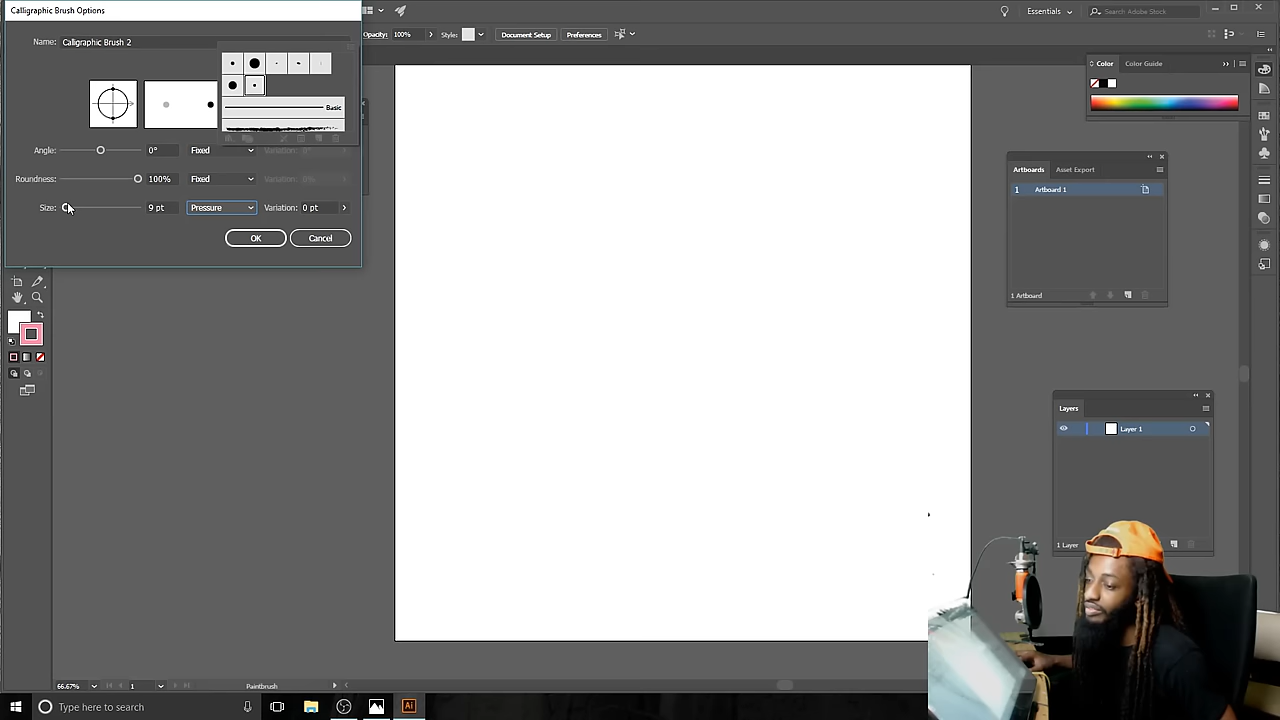 Calligraphic Brush Options
Essentials
Search Adobe Stock
Name: Calligraphic Brush 2
Opacity: 100%
Style:
Document Setup
Preferences
Color
Color Guide
Basic
Angle: 0° Fixed Variation: 0°
Roundness: 100% Fixed Variation: 0%
Size: 9 pt Pressure Variation: 0 pt
OK
Cancel
Artboards
Asset Export
1 Artboard 1
1 Artboard
Layers
Layer 1
1 Layer
66.67%
1
Paintbrush
Type here to search
Ai